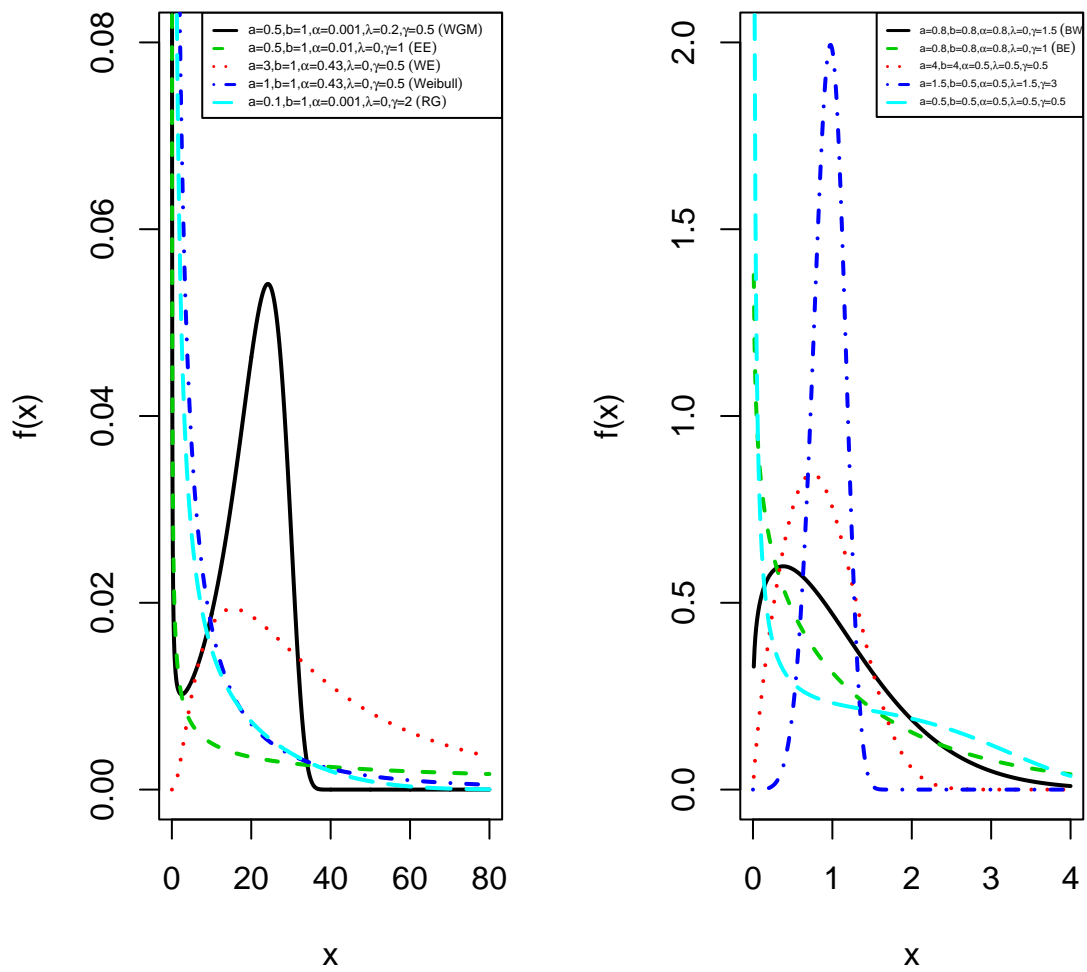 a=0.5,b=1,α=0.001,λ=0.2,γ=0.5 (WGM)
a=0.5,b=1,α=0.01,λ=0,γ=1 (EE)
a=3,b=1,α=0.43,λ=0,γ=0.5 (WE)
a=1,b=1,α=0.43,λ=0,γ=0.5 (Weibull)
a=0.1,b=1,α=0.001,λ=0,γ=2 (RG)
0.08
0.06
0.04
0.02
0.00
f(x)
0 20 40 60 80
x
a=0.8,b=0.8,α=0.8,λ=0,γ=1.5 (BW
a=0.8,b=0.8,α=0.8,λ=0,γ=1 (BE)
a=4,b=4,α=0.5,λ=0.5,γ=0.5
a=1.5,b=0.5,α=0.5,λ=1.5,γ=3
a=0.5,b=0.5,α=0.5,λ=0.5,γ=0.5
2.0
1.5
1.0
0.5
0.0
f(x)
0 1 2 3 4
x